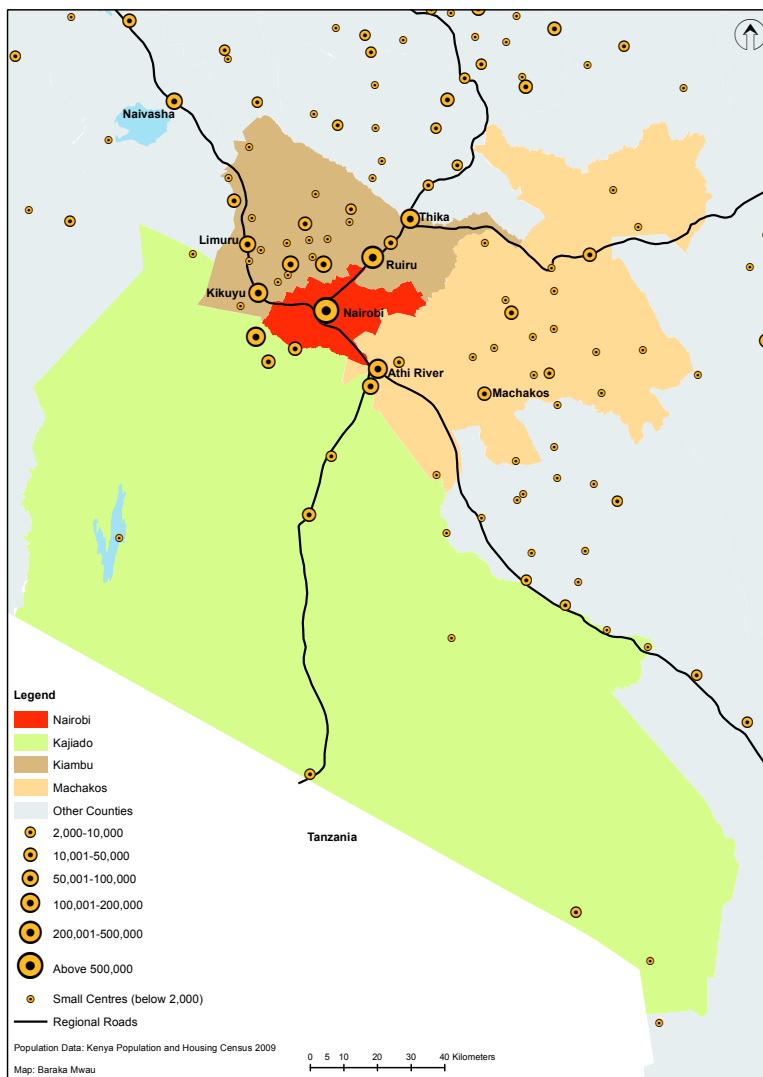 Naivasha
Thika
Limuru
Ruiru
Kikuyu
Nairobi
Athi River
Machakos
Legend
Nairobi
Kajiado
Kiambu
Machakos
Other Counties
2,000-10,000
10,001-50,000
50,001-100,000
100,001-200,000
200,001-500,000
Above 500,000
Small Centres (below 2,000)
Regional Roads
Tanzania
Population Data: Kenya Population and Housing Census 2009
Map: Baraka Mwau
0 5 10 20 30 40 Kilometers